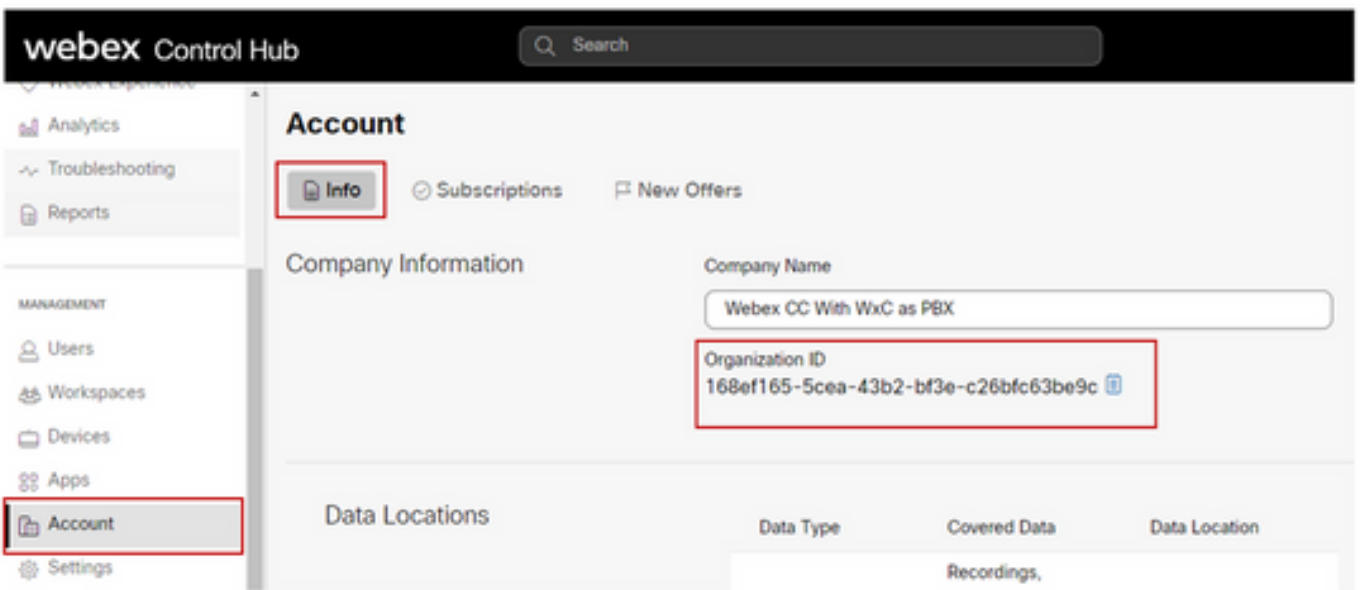 webex Control Hub
Search
Webex Experience
Analytics
Troubleshooting
Reports
MANAGEMENT
Users
Workspaces
Devices
Apps
Account
Settings
Account
Info
Subscriptions
New Offers
Company Information
Company Name
Webex CC With WxC as PBX
Organization ID
168ef165-5cea-43b2-bf3e-c26bfc63be9c
Data Locations
Data Type
Covered Data
Data Location
Recordings,